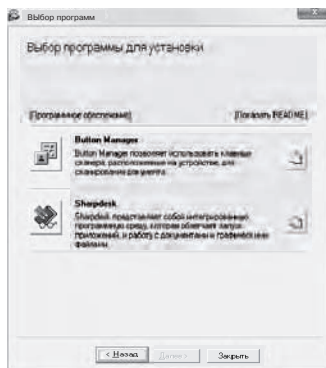 Выбор программ
Выбор программы для установки
[Программное обеспечение] [Показать README]
Button Manager
Button Manager позволяет использовать клавиши
сканера, расположенные на устройстве, для
сканирования документа.
Sharpdesk
Sharpdesk представляет собой интегрированную
программную среду, которая облегчает запуск
приложений, и работу с документами и графическими
файлами.
< Назад Далее > Закрыть